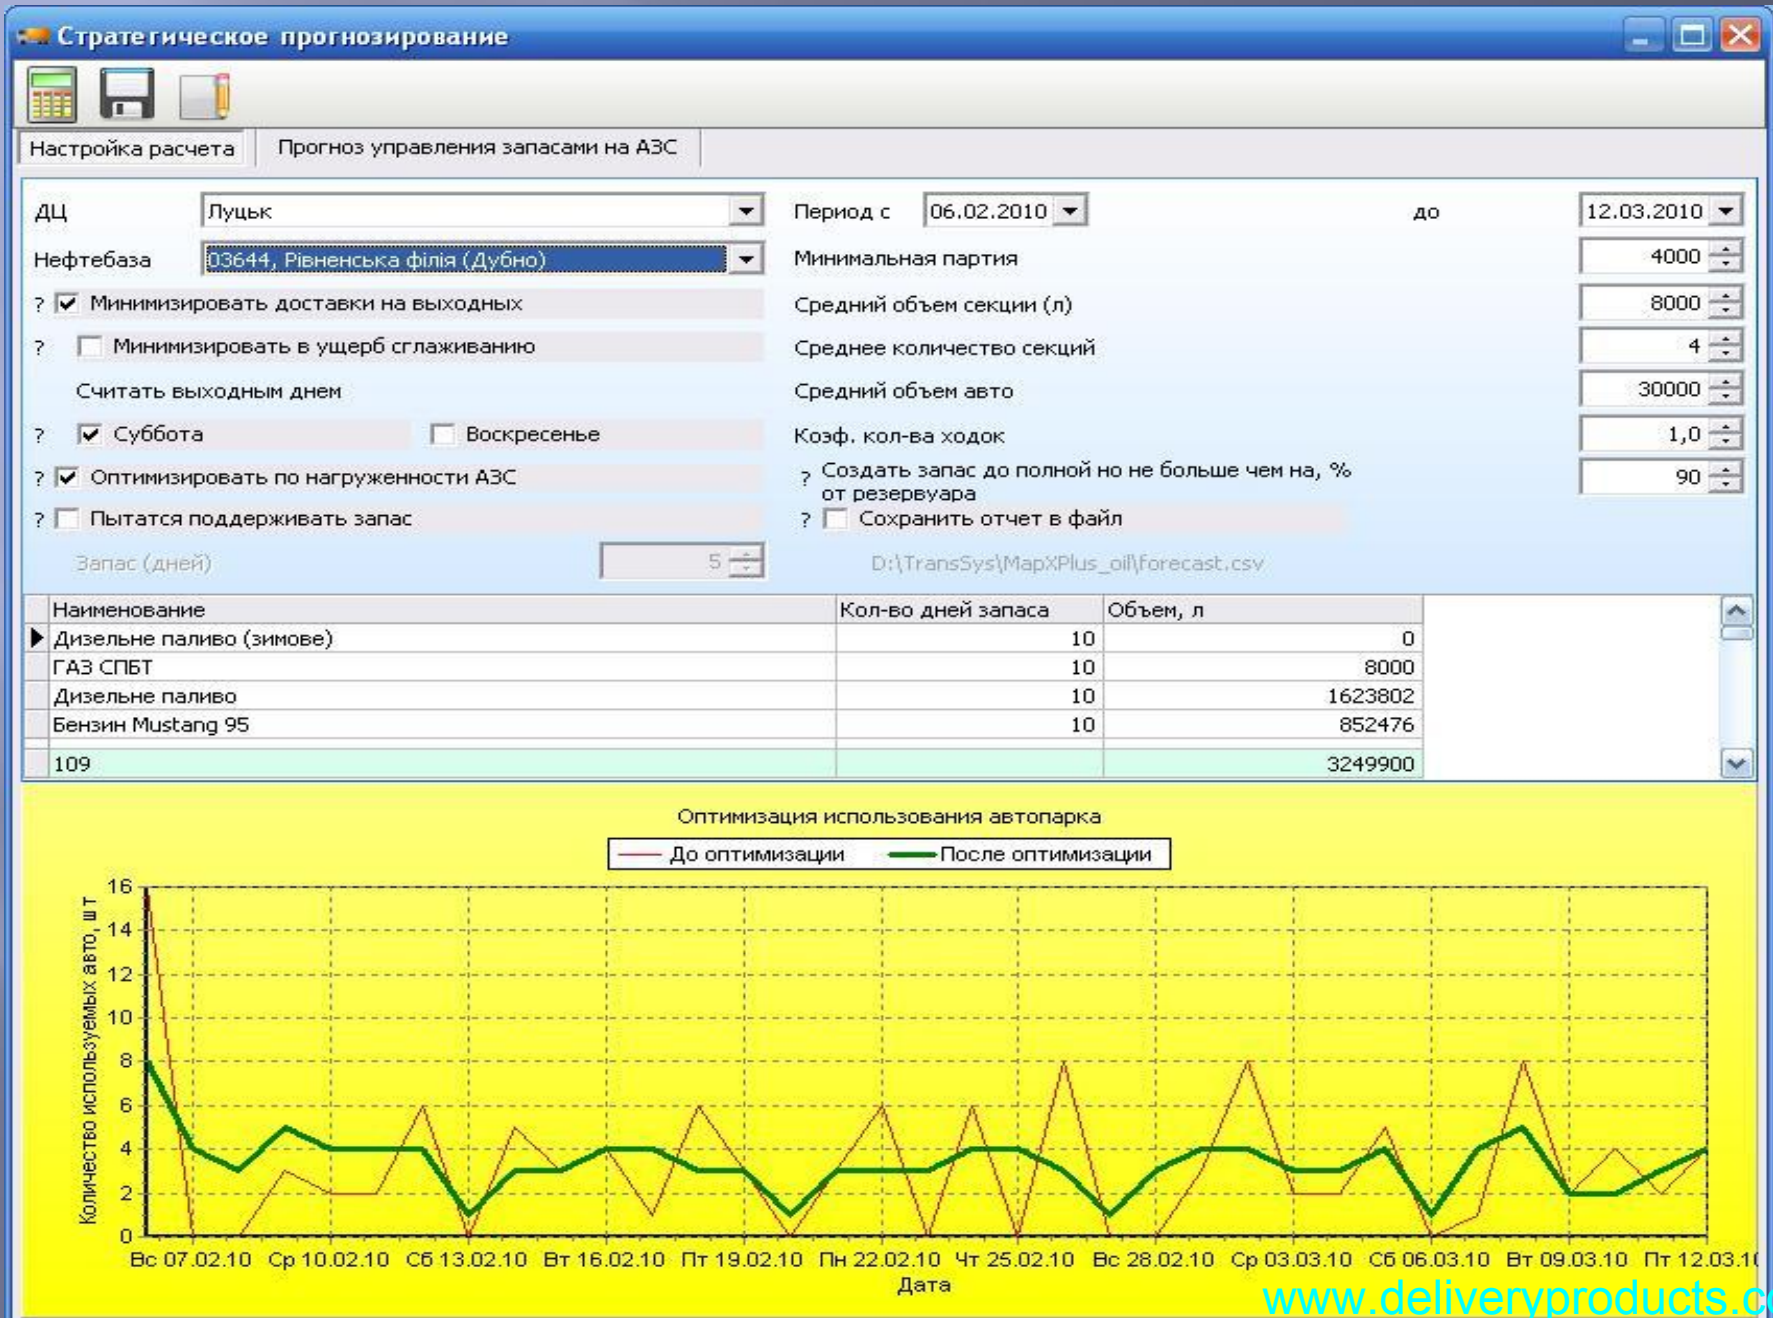 Стратегическое прогнозирование
Настройка расчета
Прогноз управления запасами на АЗС
ДЦ Луцьк Период с 06.02.2010 до 12.03.2010
Нефтебаза 03644, Рівненська філія (Дубно) Минимальная партия 4000
? Минимизировать доставки на выходных Средний объем секции (л) 8000
? Минимизировать в ущерб сглаживанию Среднее количество секций 4
Считать выходным днем Средний объем авто 30000
? Суббота Воскресенье Коэф. кол-ва ходок 1,0
? Оптимизировать по нагруженности АЗС ? Создать запас до полной но не больше чем на, % 90
от резервуара
? Пытатся поддерживать запас ? Сохранить отчет в файл
Запас (дней) 5 D:\TransSys\MapXPlus_oil\forecast.csv
Наименование Кол-во дней запаса Объем, л
Дизельне паливо (зимове) 10 0
ГАЗ СПБТ 10 8000
Дизельне паливо 10 1623802
Бензин Mustang 95 10 852476
109 3249900
Оптимизация использования автопарка
До оптимизации После оптимизации
Количество используемых авто, шт
16
14
12
10
8
6
4
2
0
Вс 07.02.10 Ср 10.02.10 Сб 13.02.10 Вт 16.02.10 Пт 19.02.10 Пн 22.02.10 Чт 25.02.10 Вс 28.02.10 Ср 03.03.10 Сб 06.03.10 Вт 09.03.10 Пт 12.03.10
Дата
www.deliveryproducts.co